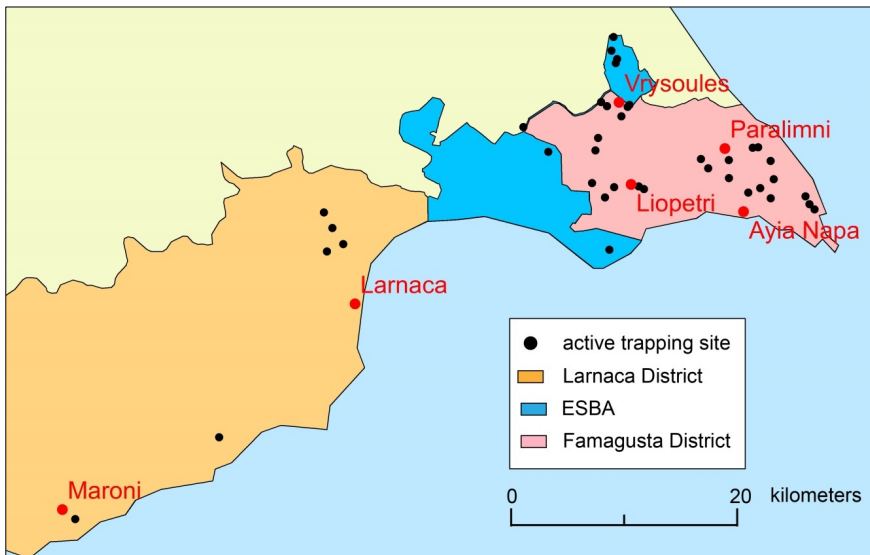 Vrysoules
Paralimni
Liopetri
Ayia Napa
Larnaca
Maroni
active trapping site
Larnaca District
ESBA
Famagusta District
0 20 kilometers